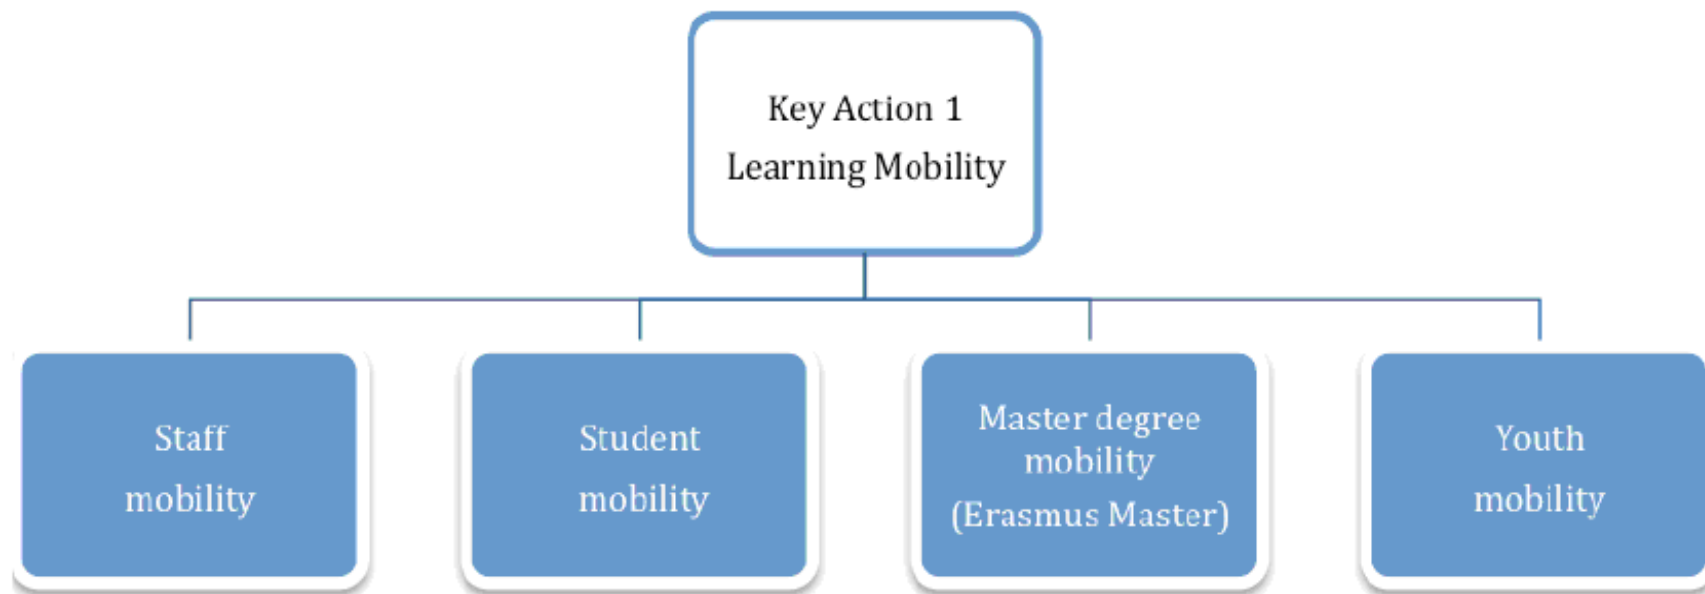 Key Action 1
Learning Mobility
Staff
mobility
Student
mobility
Master degree
mobility
(Erasmus Master)
Youth
mobility